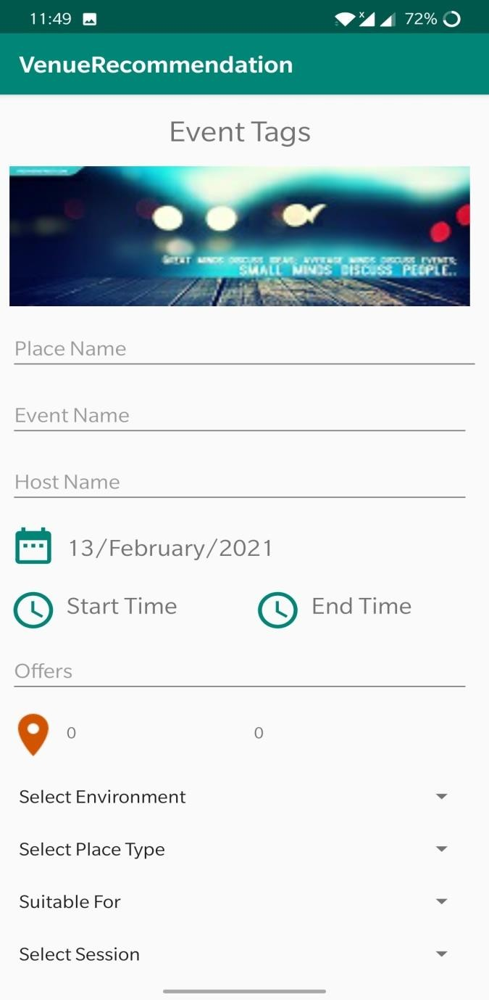 11:49
x
72%
VenueRecommendation
Event Tags
GREAT MINDS DISCUSS IDEAS; AVERAGE MINDS DISCUSS EVENTS;
SMALL MINDS DISCUSS PEOPLE..
Place Name
Event Name
Host Name
13/February/2021
Start Time End Time
Offers
0 0
Select Environment
Select Place Type
Suitable For
Select Session